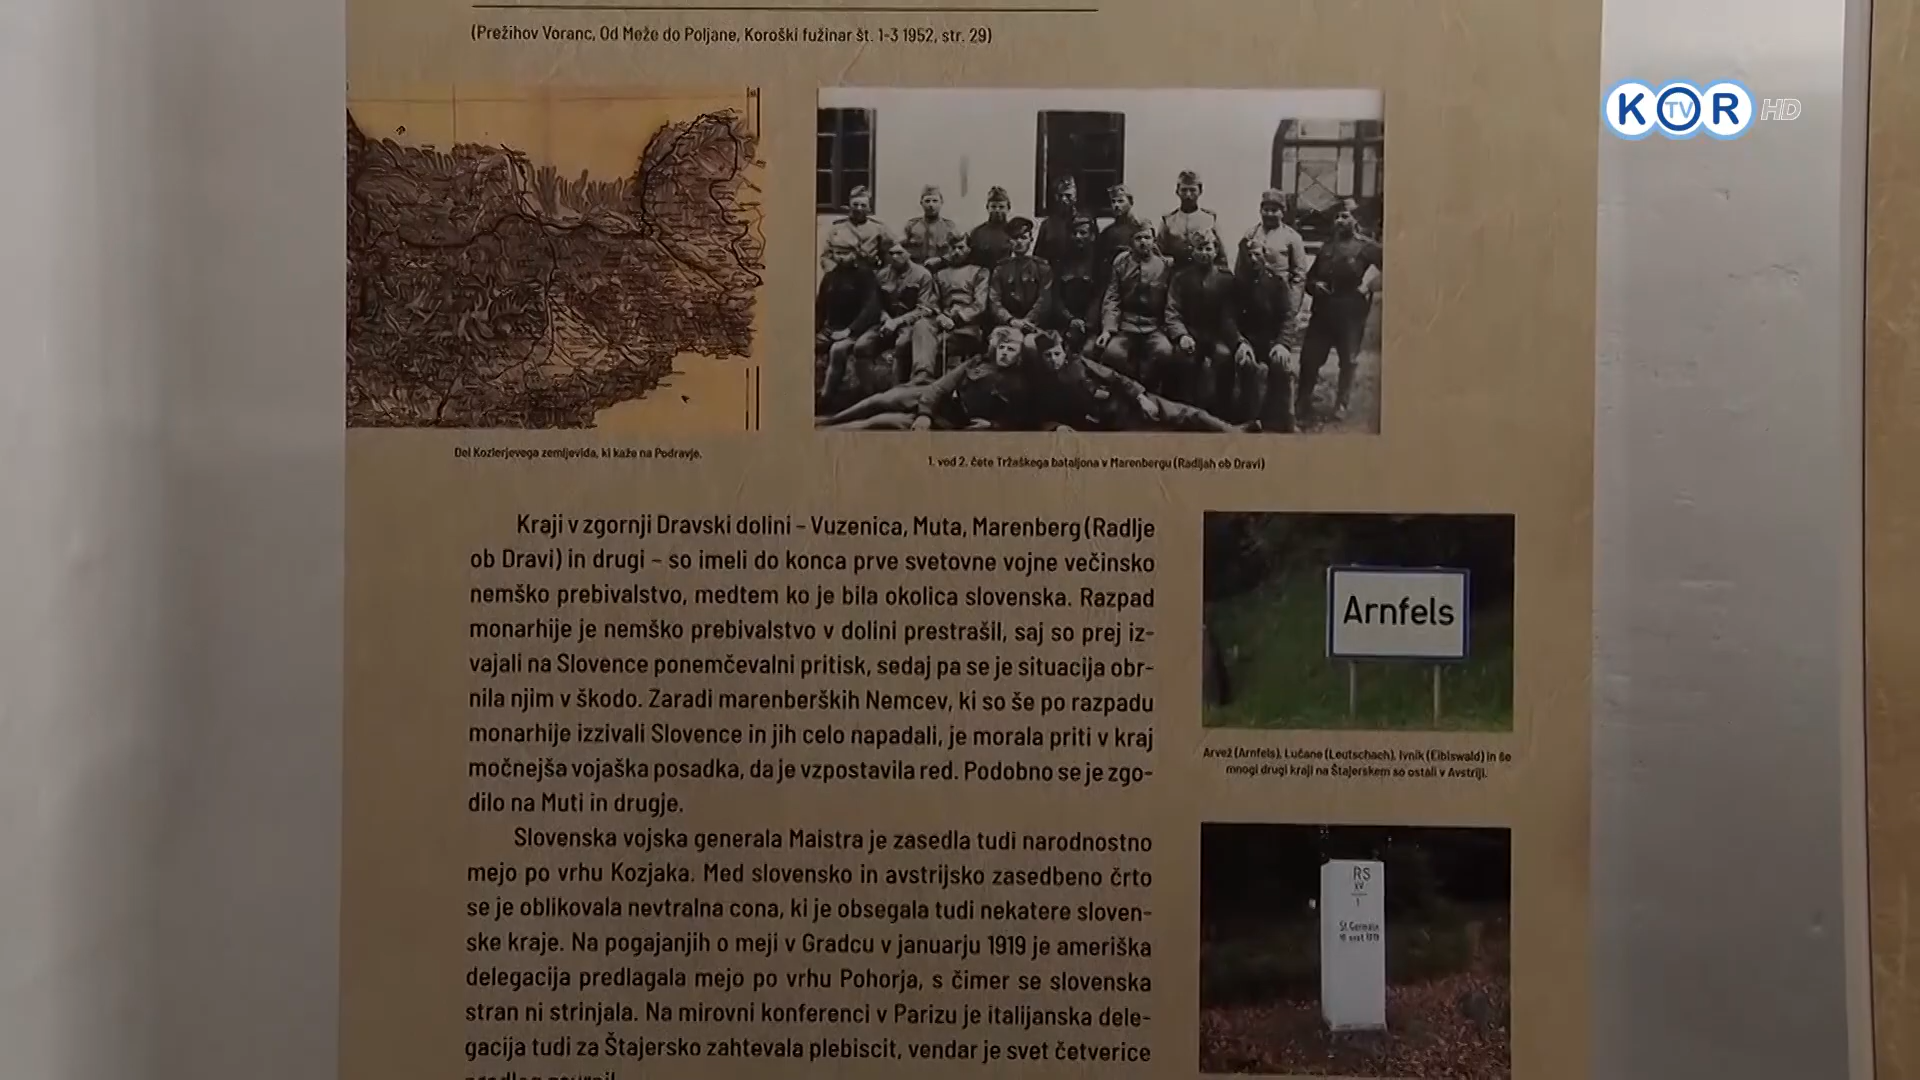 (Prežihov Voranc, Od Meže do Poljane, Koroški fužinar št. 1-3 1952, str. 29)
KOR
TV
HD
Del Kozlerjevega zemljevida, ki kaže na Podravje.
1. vod 2. čete Tržaškega bataljona v Marenbergu (Radljah ob Dravi)
Kraji v zgornji Dravski dolini – Vuzenica, Muta, Marenberg (Radlje
ob Dravi) in drugi – so imeli do konca prve svetovne vojne večinsko
nemško prebivalstvo, medtem ko je bila okolica slovenska. Razpad
monarhije je nemško prebivalstvo v dolini prestrašil, saj so prej iz-
vajali na Slovence ponemčevalni pritisk, sedaj pa se je situacija obr-
nila njim v škodo. Zaradi marenberških Nemcev, ki so še po razpadu
monarhije izzivali Slovence in jih celo napadali, je morala priti v kraj
močnejša vojaška posadka, da je vzpostavila red. Podobno se je zgo-
dilo na Muti in drugje.
Slovenska vojska generala Maistra je zasedla tudi narodnostno
mejo po vrhu Kozjaka. Med slovensko in avstrijsko zasedbeno črto
se je oblikovala nevtralna cona, ki je obsegala tudi nekatere sloven-
ske kraje. Na pogajanjih o meji v Gradcu v januarju 1919 je ameriška
delegacija predlagala mejo po vrhu Pohorja, s čimer se slovenska
stran ni strinjala. Na mirovni konferenci v Parizu je italijanska dele-
gacija tudi za Štajersko zahtevala plebiscit, vendar je svet četverice
Arnfels
Arvež (Arnfels), Lučane (Leutschach), Ivnik (Eibiswald) in še
mnogi drugi kraji na Štajerskem so ostali v Avstriji.
RS
XV
1
St. Germain